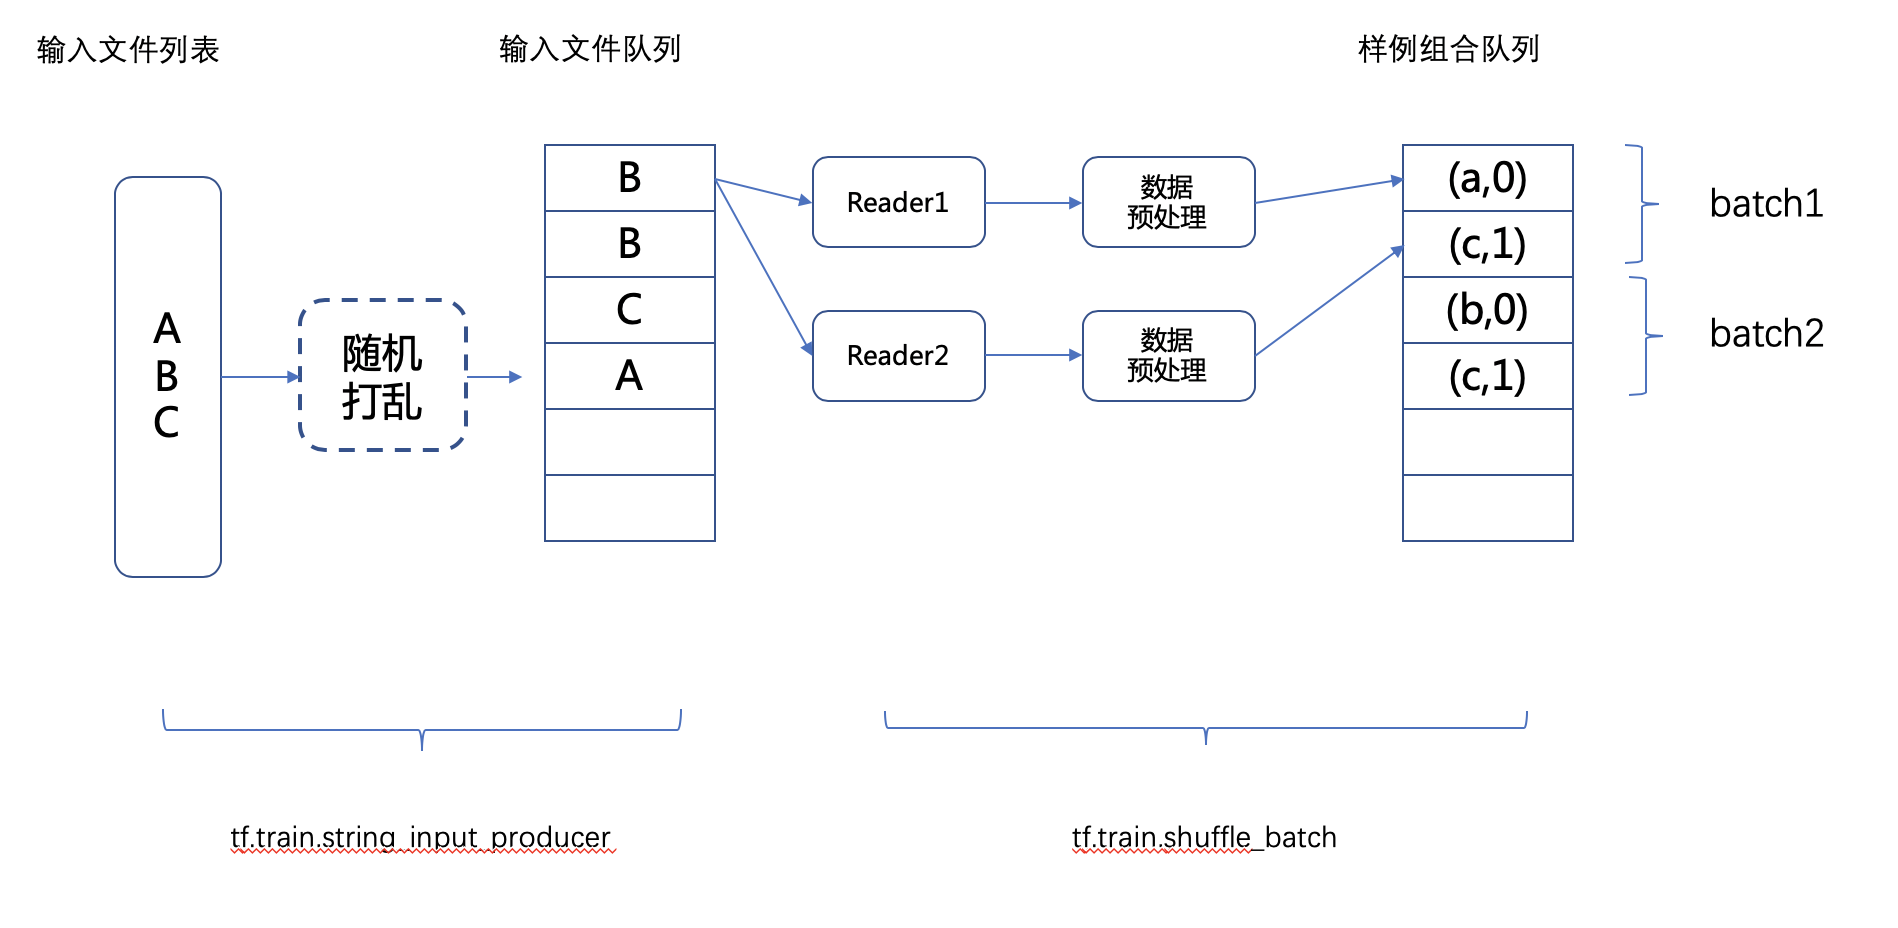 输入文件列表
输入文件队列
样例组合队列
A
B
C
随机
打乱
B
B
C
A
Reader1
数据
预处理
Reader2
数据
预处理
(a,0)
(c,1)
(b,0)
(c,1)
batch1
batch2
tf.train.string_input_producer
tf.train.shuffle_batch